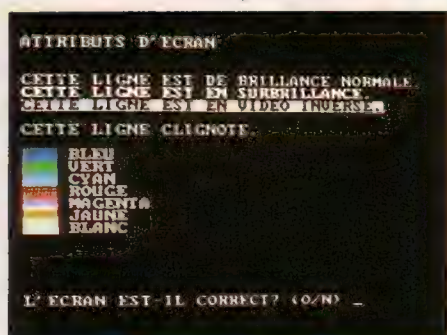 ATTRIBUTS D'ECRAN
CETTE LIGNE EST DE BRILLANCE NORMALE
CETTE LIGNE EST EN SURBRILLANCE.
CETTE LIGNE EST EN VIDEO INVERSE.
CETTE LIGNE CLIGNOTE.
BLEU
VERT
CYAN
ROUGE
MAGENTA
JAUNE
BLANC
L'ECRAN EST-IL CORRECT? (O/N) _